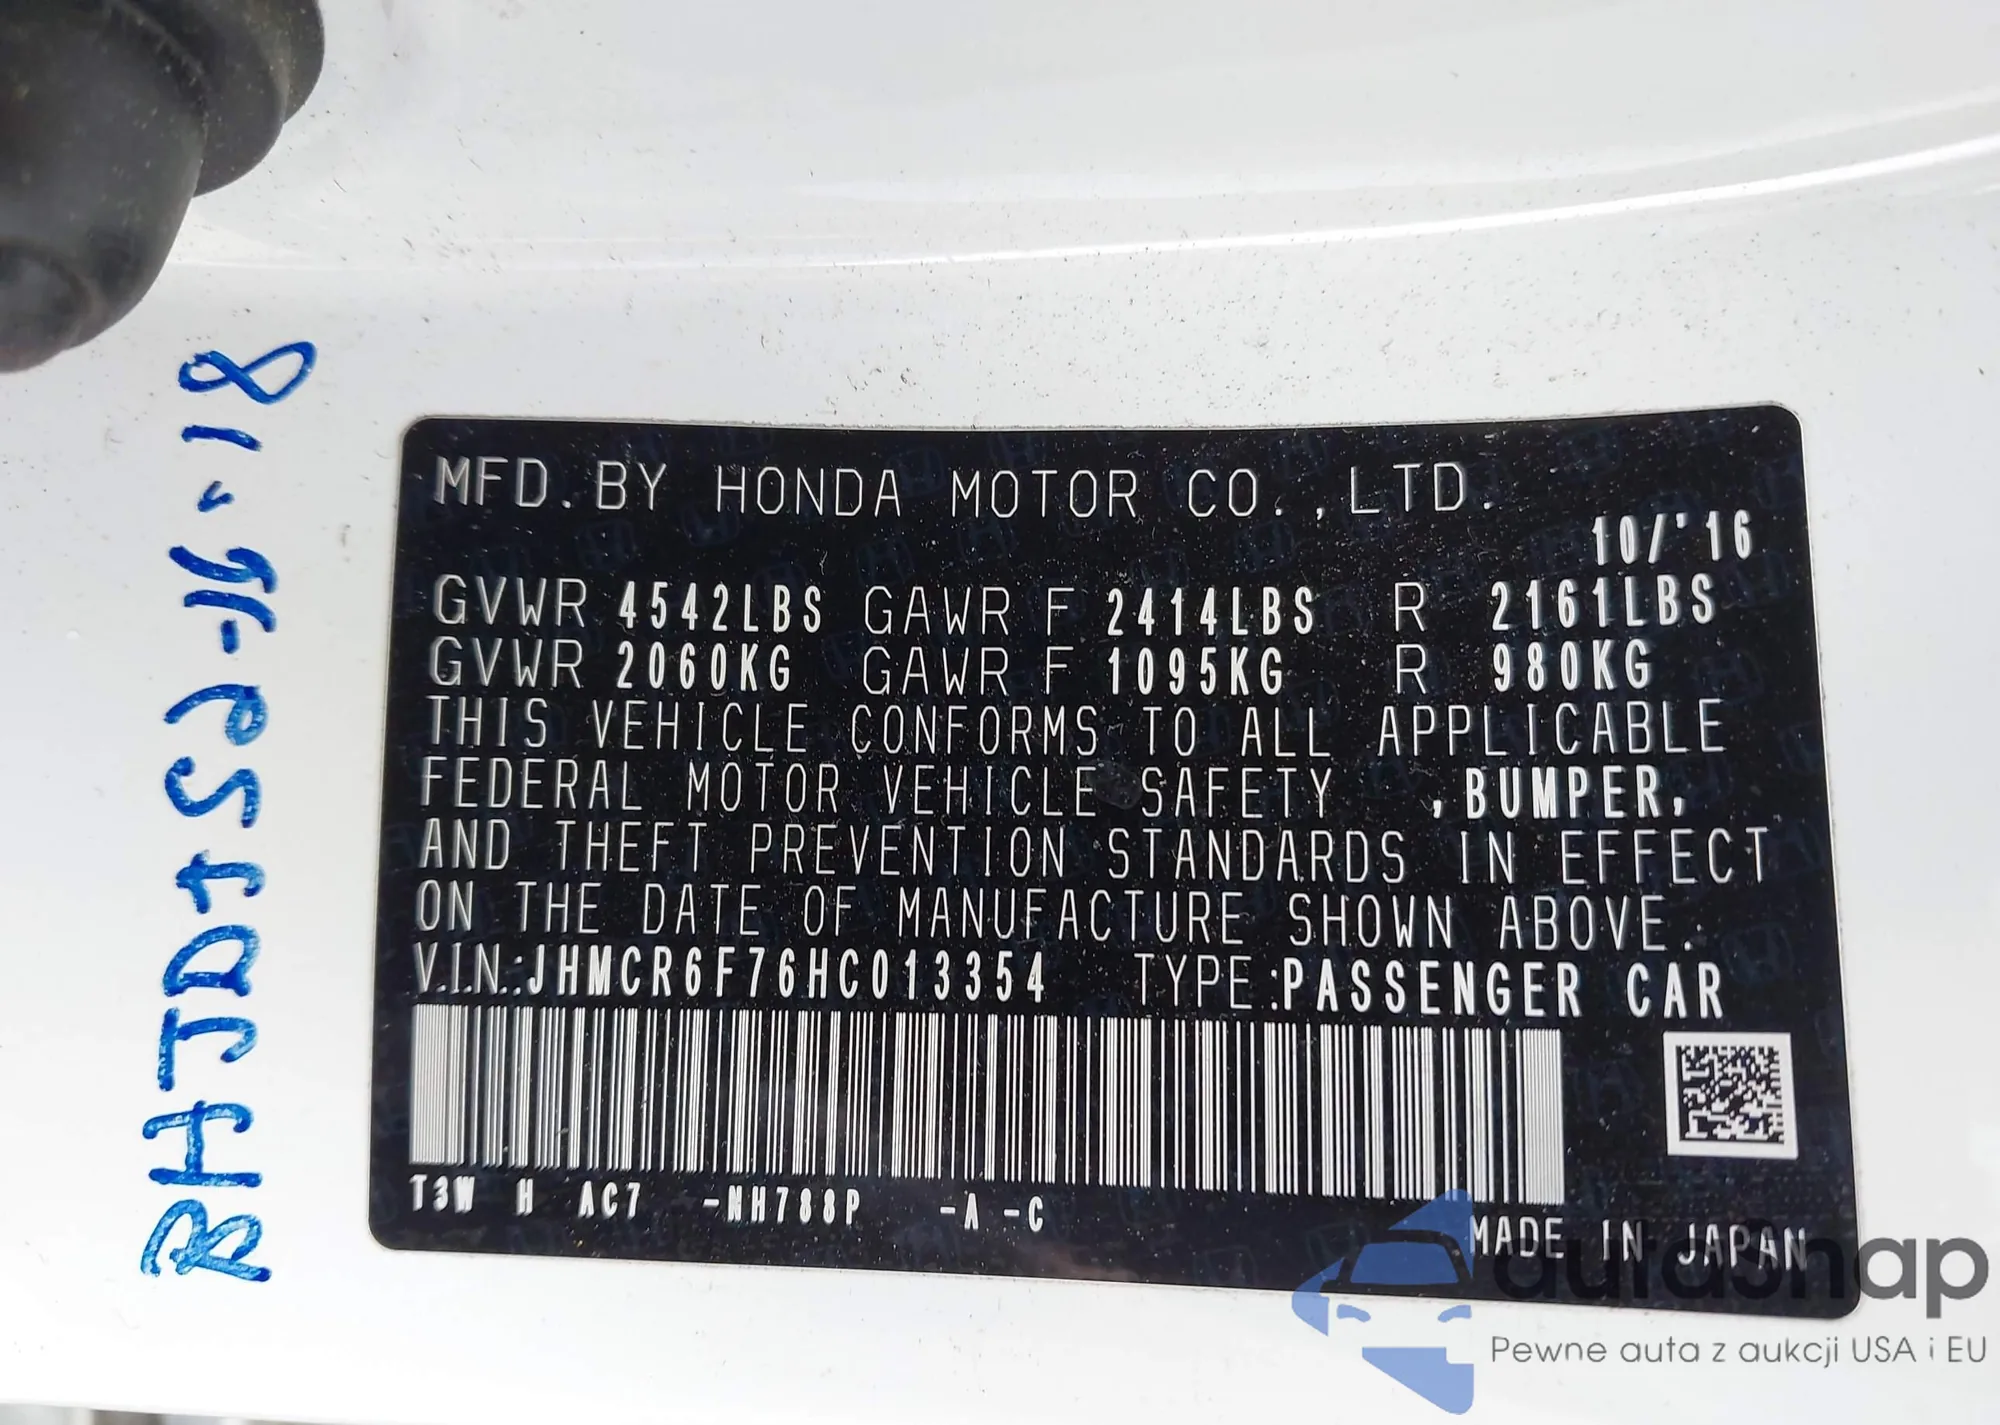 MFD. BY HONDA MOTOR CO.,LTD.
10/'16
GVWR 4542LBS GAWR F 2414LBS R 2161LBS
GVWR 2060KG GAWR F 1095KG R 980KG
THIS VEHICLE CONFORMS TO ALL APPLICABLE
FEDERAL MOTOR VEHICLE SAFETY ,BUMPER,
AND THEFT PREVENTION STANDARDS IN EFFECT
ON THE DATE OF MANUFACTURE SHOWN ABOVE.
V.I.N.:JHMCR6F76HC013354 TYPE:PASSENGER CAR
T3W H AC7 -NH788P -A -C
MADE IN JAPAN
autasnap
Pewne auta z aukcji USA i EU